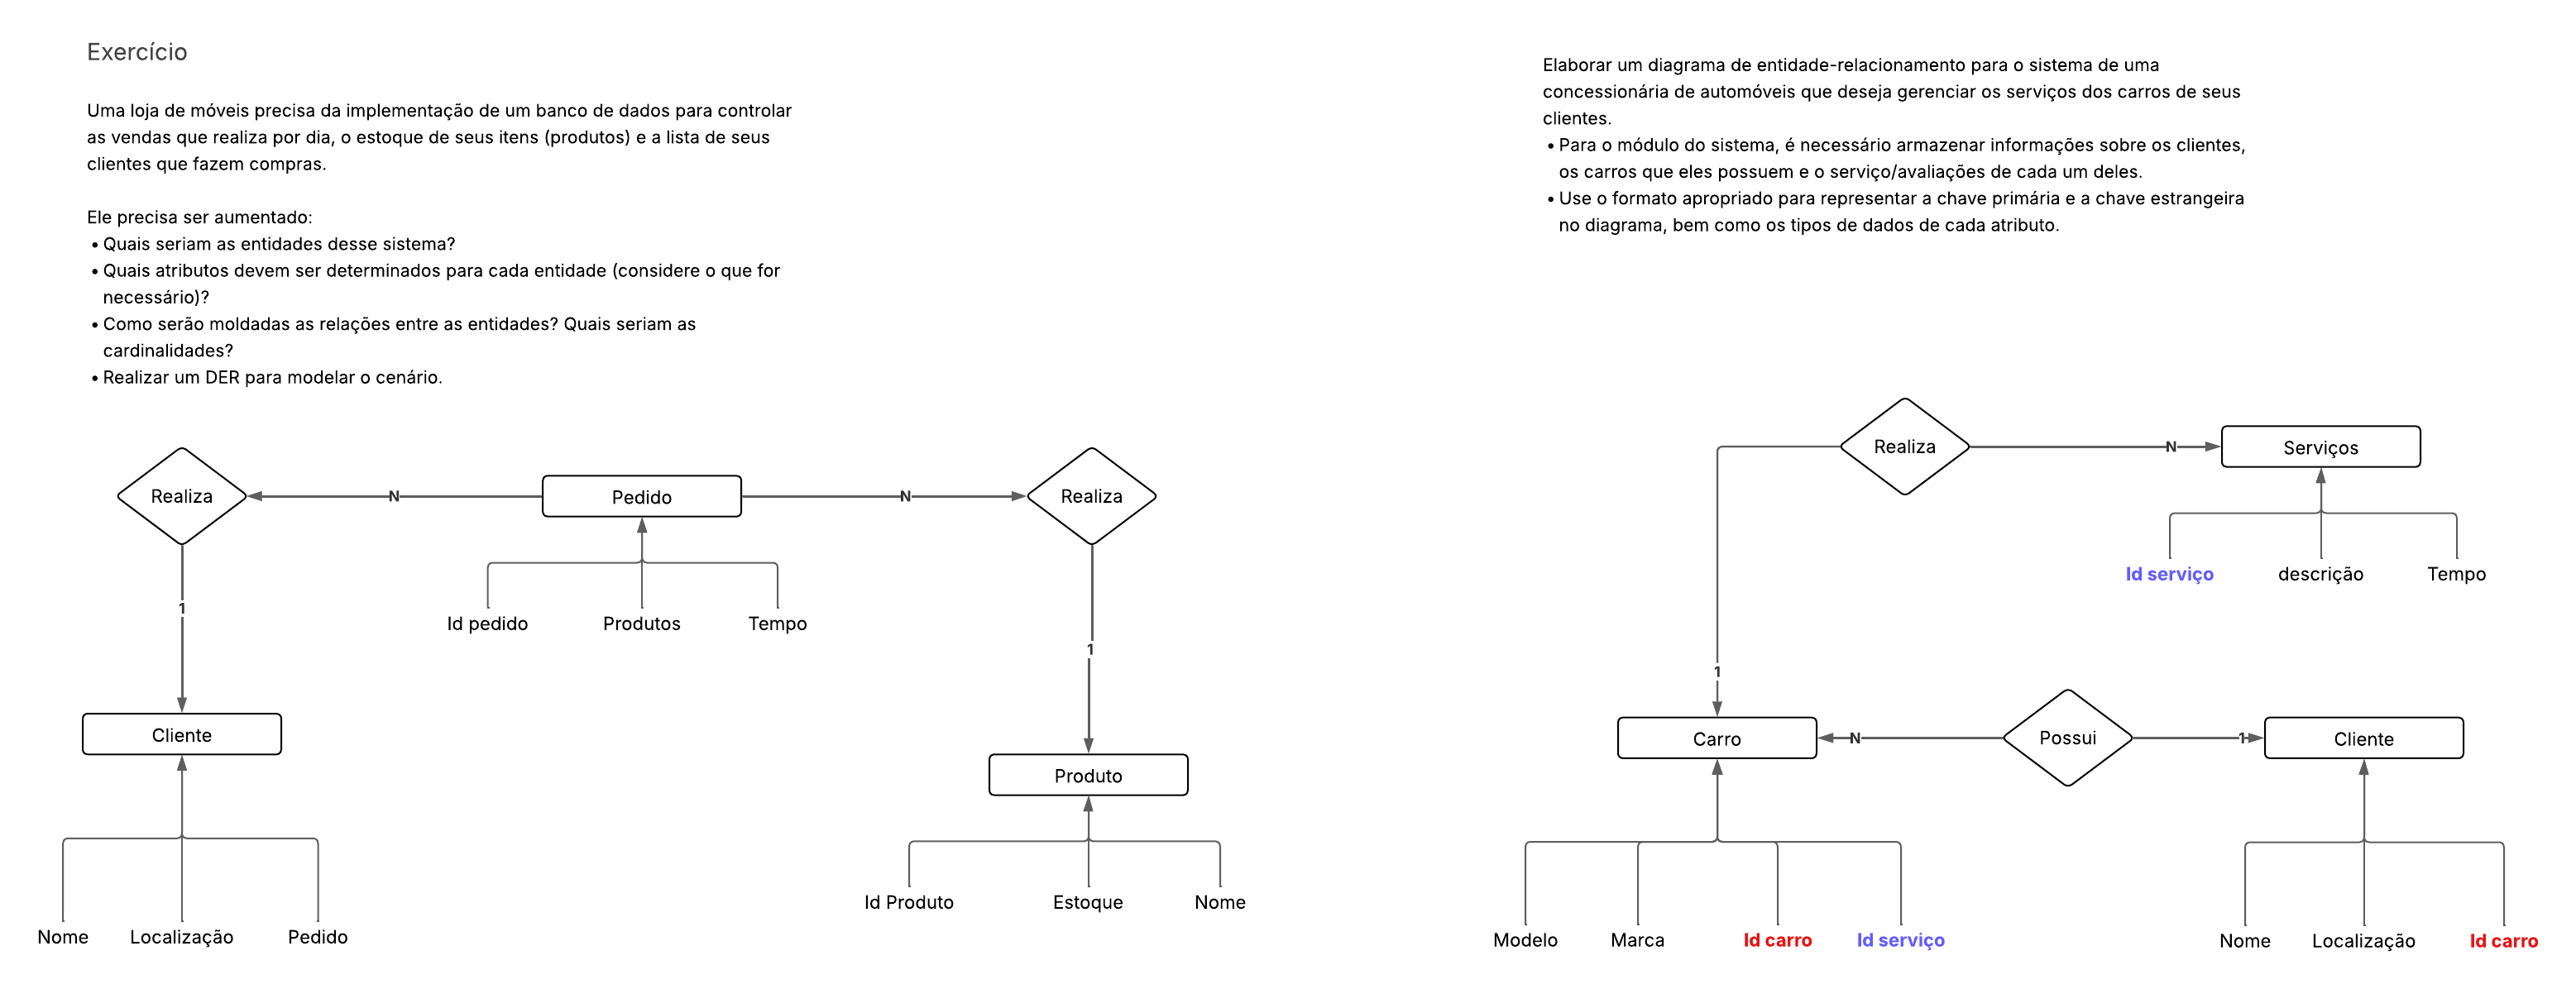 Exercício
Uma loja de móveis precisa da implementação de um banco de dados para controlar
as vendas que realiza por dia, o estoque de seus itens (produtos) e a lista de seus
clientes que fazem compras.
Ele precisa ser aumentado:
• Quais seriam as entidades desse sistema?
• Quais atributos devem ser determinados para cada entidade (considere o que for
necessário)?
• Como serão moldadas as relações entre as entidades? Quais seriam as
cardinalidades?
• Realizar um DER para modelar o cenário.
Realiza
N
Pedido
N
Realiza
Id pedido
Produtos
Tempo
1
1
Cliente
Produto
Id Produto
Estoque
Nome
Nome
Localização
Pedido
Elaborar um diagrama de entidade-relacionamento para o sistema de uma
concessionária de automóveis que deseja gerenciar os serviços dos carros de seus
clientes.
• Para o módulo do sistema, é necessário armazenar informações sobre os clientes,
os carros que eles possuem e o serviço/avaliações de cada um deles.
• Use o formato apropriado para representar a chave primária e a chave estrangeira
no diagrama, bem como os tipos de dados de cada atributo.
Realiza
N
Serviços
Id serviço
descrição
Tempo
1
Carro
N
Possui
1
Cliente
Modelo
Marca
Id carro
Id serviço
Nome
Localização
Id carro